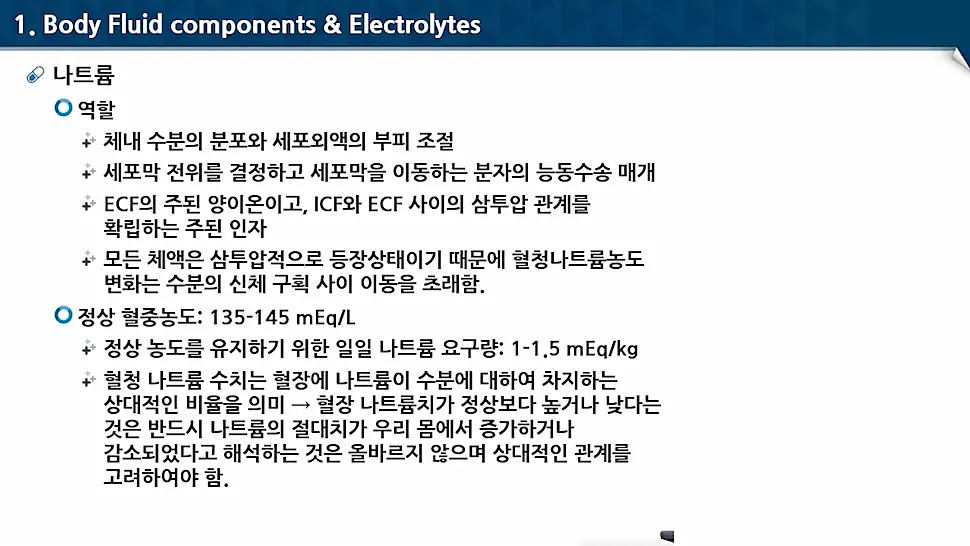 1. Body Fluid components & Electrolytes
나트륨
역할
체내 수분의 분포와 세포외액의 부피 조절
세포막 전위를 결정하고 세포막을 이동하는 분자의 능동수송 매개
ECF의 주된 양이온이고, ICF와 ECF 사이의 삼투압 관계를
확립하는 주된 인자
모든 체액은 삼투압적으로 등장상태이기 때문에 혈청나트륨농도
변화는 수분의 신체 구획 사이 이동을 초래함.
정상 혈중농도: 135-145 mEq/L
정상 농도를 유지하기 위한 일일 나트륨 요구량: 1-1.5 mEq/kg
혈청 나트륨 수치는 혈장에 나트륨이 수분에 대하여 차지하는
상대적인 비율을 의미 → 혈장 나트륨치가 정상보다 높거나 낮다는
것은 반드시 나트륨의 절대치가 우리 몸에서 증가하거나
감소되었다고 해석하는 것은 올바르지 않으며 상대적인 관계를
고려하여야 함.